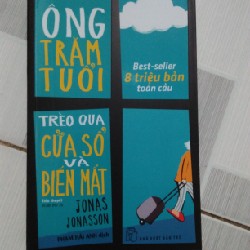 ÔNG
TRĂM
TUỔI
Best-seller
8 triệu bản
toàn cầu
TRÈO QUA
CỬA SỔ
VÀ
BIẾN MẤT
JONAS
JONASSON